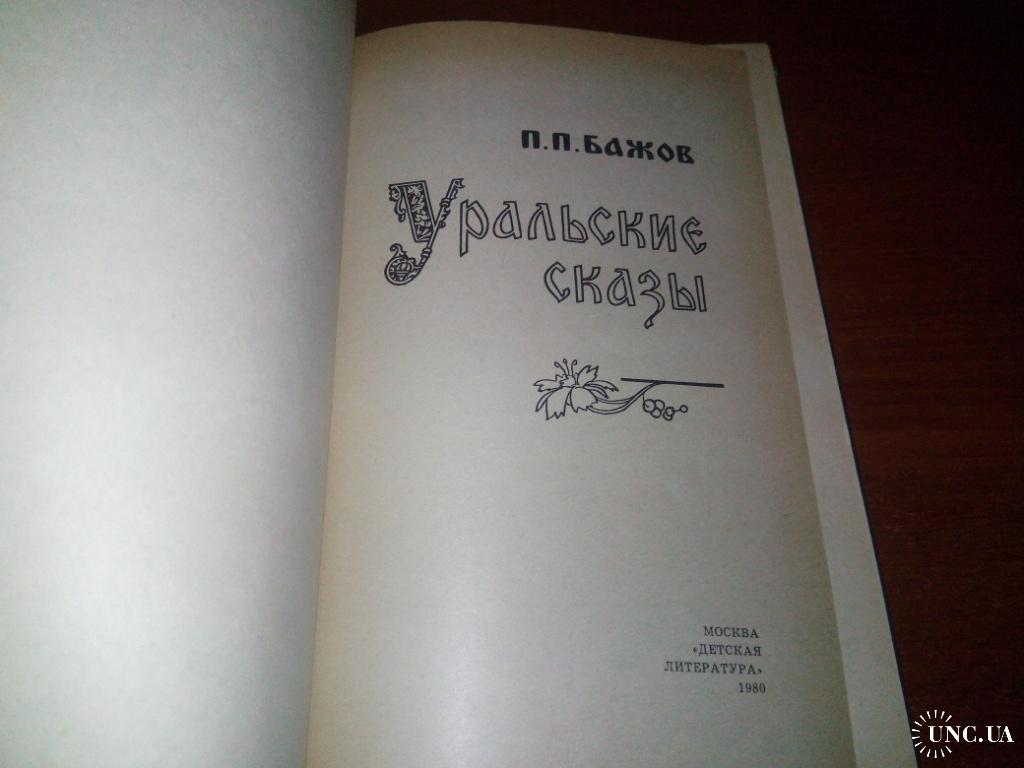 П.П.БАЖОВ
Уральские
сказы
МОСКВА
«ДЕТСКАЯ
ЛИТЕРАТУРА»
1980
UNC.UA